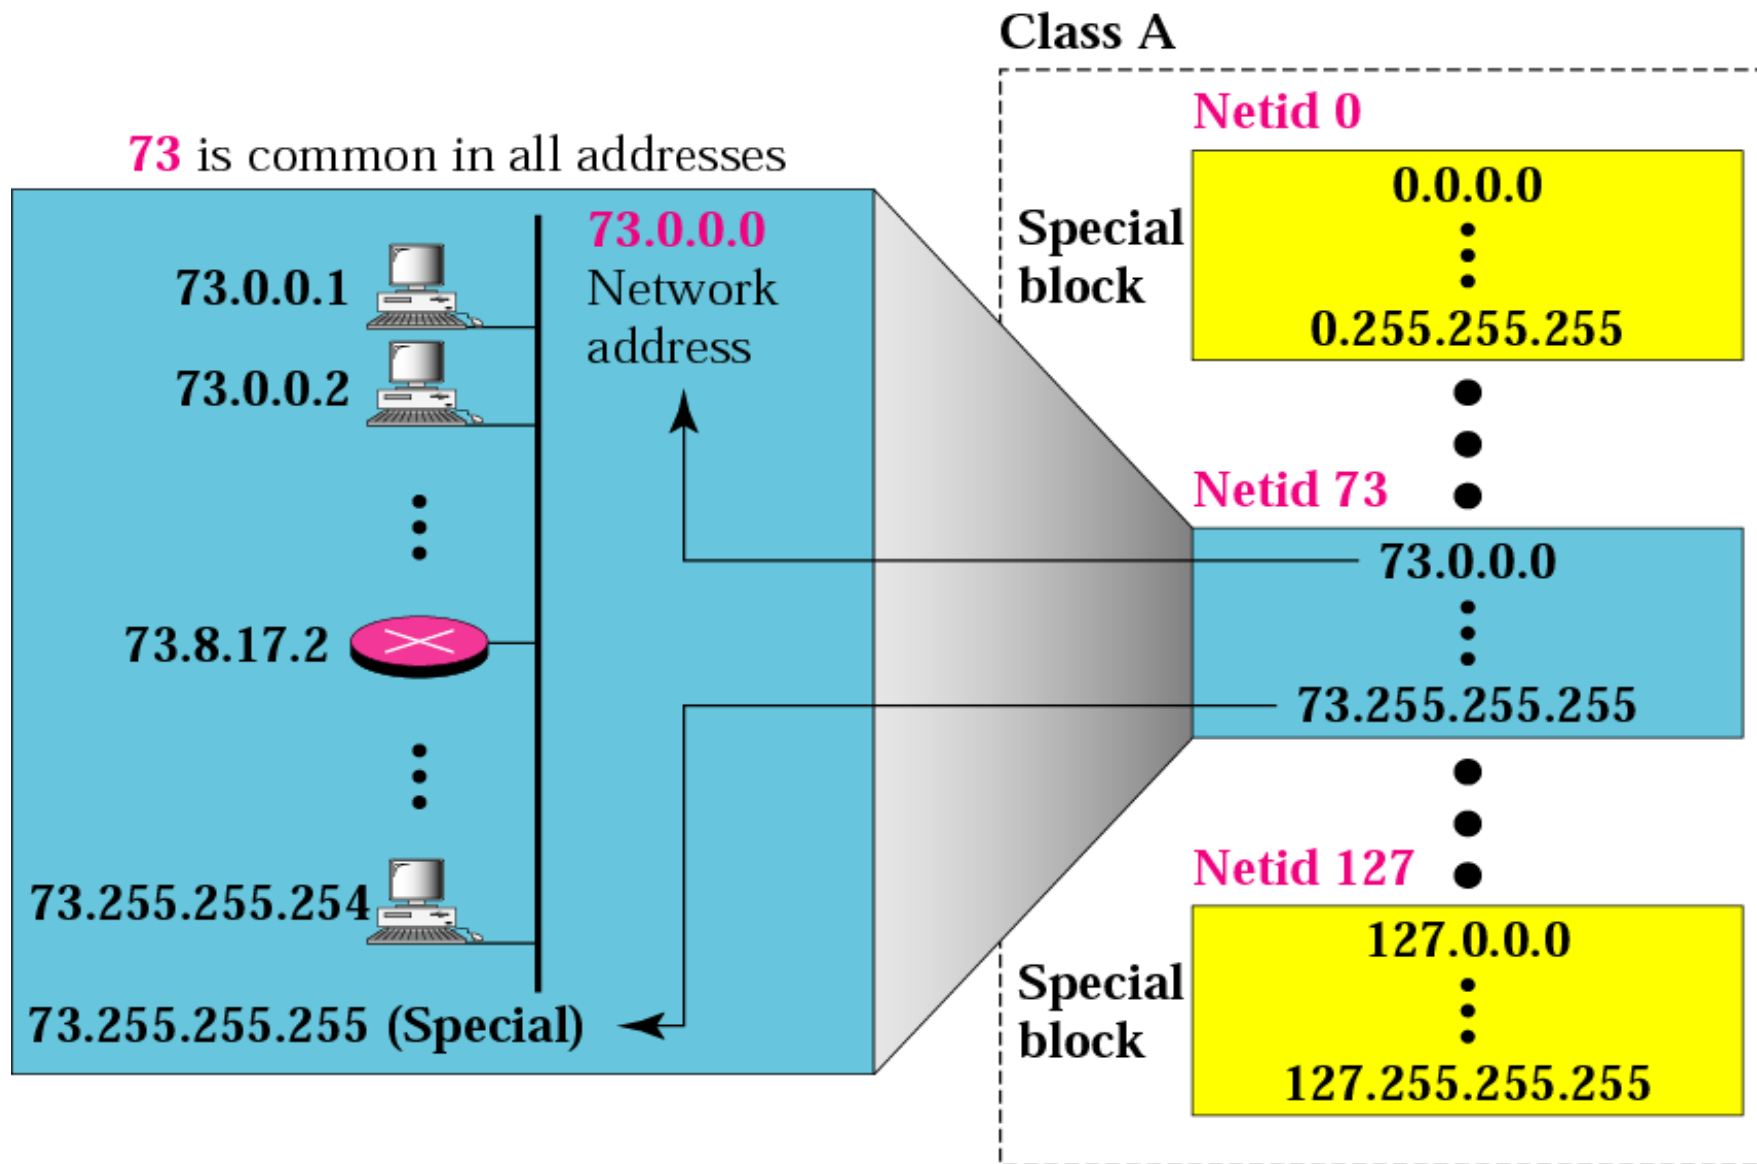 Class A
Netid 0
0.0.0.0
Special
block
0.255.255.255
73 is common in all addresses
73.0.0.0
Network
address
73.0.0.1
73.0.0.2
73.8.17.2
73.255.255.254
73.255.255.255 (Special)
Netid 73
73.0.0.0
73.255.255.255
Netid 127
127.0.0.0
Special
block
127.255.255.255